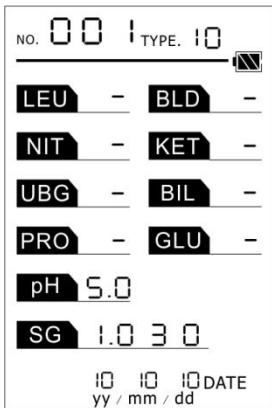 NO. 001 TYPE. 10
LEU - BLD -
NIT - KET -
UBG - BIL -
PRO - GLU -
pH 5.0
SG 1.030
10 10 10 DATE
yy / mm / dd